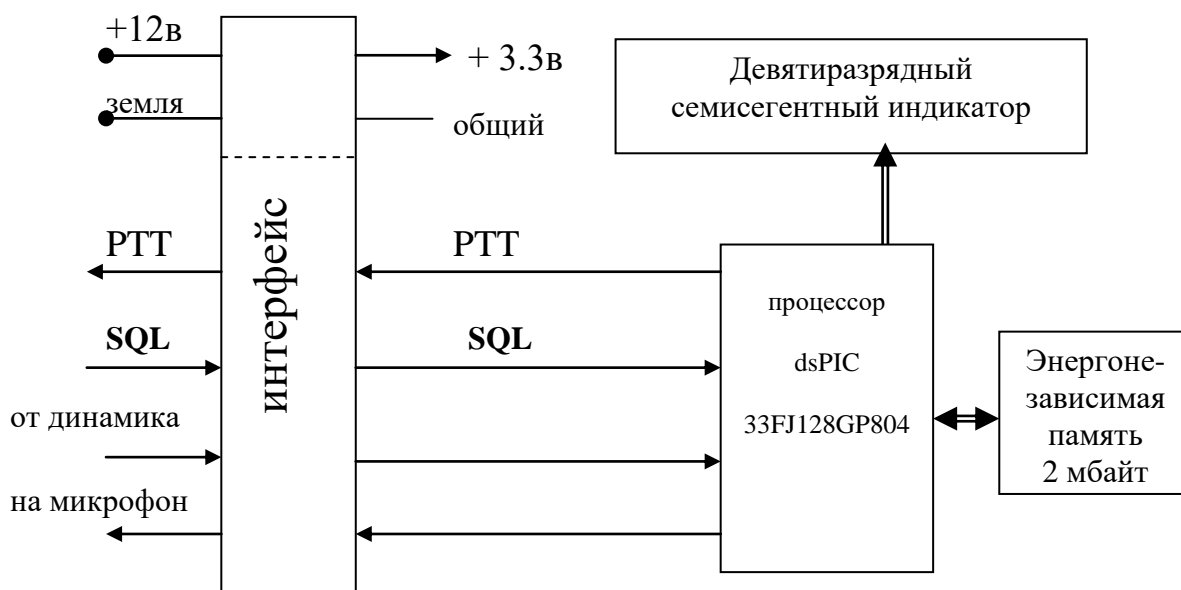 +12в
+ 3.3в
земля
общий
Девятиразрядный
семисегентный индикатор
интерфейс
PTT
PTT
SQL
SQL
от динамика
на микрофон
процессор
dsPIC
33FJ128GP804
Энергоне-
зависимая
память
2 мбайт